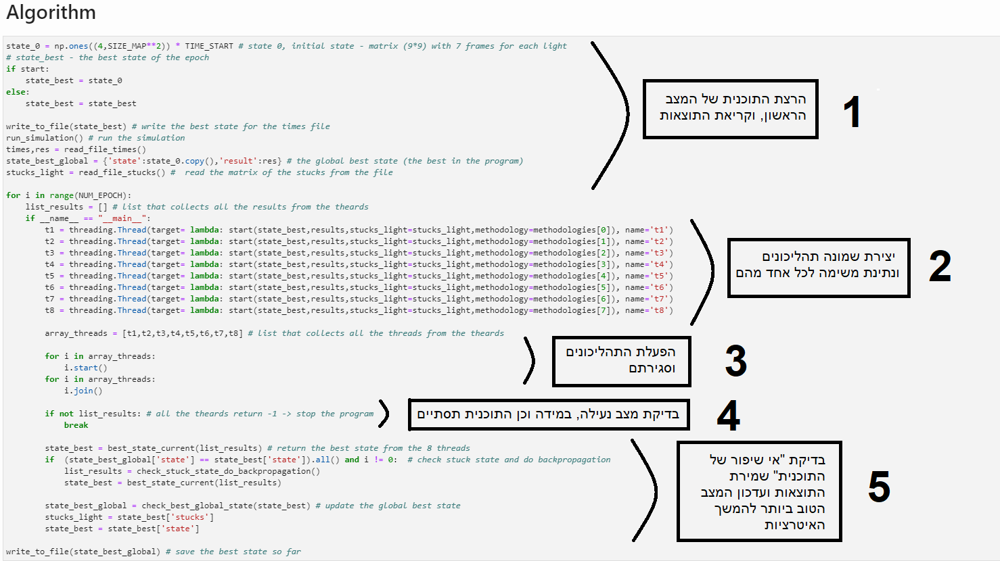 Algorithm
state_0 = np.ones((4,SIZE_MAP**2)) * TIME_START # state 0, initial state - matrix (9*9) with 7 frames for each light
# state_best - the best state of the epoch
if start:
    state_best = state_0
else:
    state_best = state_best
הרצת התוכנית של המצב
הראשון, וקריאת התוצאות
1
write_to_file(state_best) # write the best state for the times file
run_simulation() # run the simulation
times,res = read_file_times()
state_best_global = {'state':state_0.copy(),'result':res} # the global best state (the best in the program)
stucks_light = read_file_stucks() #  read the matrix of the stucks from the file
for i in range(NUM_EPOCH):
    list_results = [] # list that collects all the results from the theards
    if __name__ == "__main__":
        t1 = threading.Thread(target= lambda: start(state_best,results,stucks_light=stucks_light,methodology=methodologies[0]), name='t1')
        t2 = threading.Thread(target= lambda: start(state_best,results,stucks_light=stucks_light,methodology=methodologies[1]), name='t2')
        t3 = threading.Thread(target= lambda: start(state_best,results,stucks_light=stucks_light,methodology=methodologies[2]), name='t3')
        t4 = threading.Thread(target= lambda: start(state_best,results,stucks_light=stucks_light,methodology=methodologies[3]), name='t4')
        t5 = threading.Thread(target= lambda: start(state_best,results,stucks_light=stucks_light,methodology=methodologies[4]), name='t5')
        t6 = threading.Thread(target= lambda: start(state_best,results,stucks_light=stucks_light,methodology=methodologies[5]), name='t6')
        t7 = threading.Thread(target= lambda: start(state_best,results,stucks_light=stucks_light,methodology=methodologies[6]), name='t7')
        t8 = threading.Thread(target= lambda: start(state_best,results,stucks_light=stucks_light,methodology=methodologies[7]), name='t8')
יצירת שמונה תהליכונים
ונתינת משימה לכל אחד מהם
2
        array_threads = [t1,t2,t3,t4,t5,t6,t7,t8] # list that collects all the threads from the theards
        for i in array_threads:
            i.start()
        for i in array_threads:
            i.join()
הפעלת התהליכונים
וסגירתם
3
        if not list_results: # all the theards return -1 -> stop the program
            break
בדיקת מצב נעילה, במידה וכן התוכנית תסתיים
4
        state_best = best_state_current(list_results) # return the best state from the 8 threads
        if  (state_best_global['state'] == state_best['state']).all() and i != 0:  # check stuck state and do backpropagation
            list_results = check_stuck_state_do_backpropagation()
            state_best = best_state_current(list_results)
        state_best_global = check_best_global_state(state_best) # update the global best state
        stucks_light = state_best['stucks']
        state_best = state_best['state']
בדיקת "אי שיפור של
התוכנית" שמירת
התוצאות ועדכון המצב
הטוב ביותר להמשך
האיטרציות
5
write_to_file(state_best_global) # save the best state so far